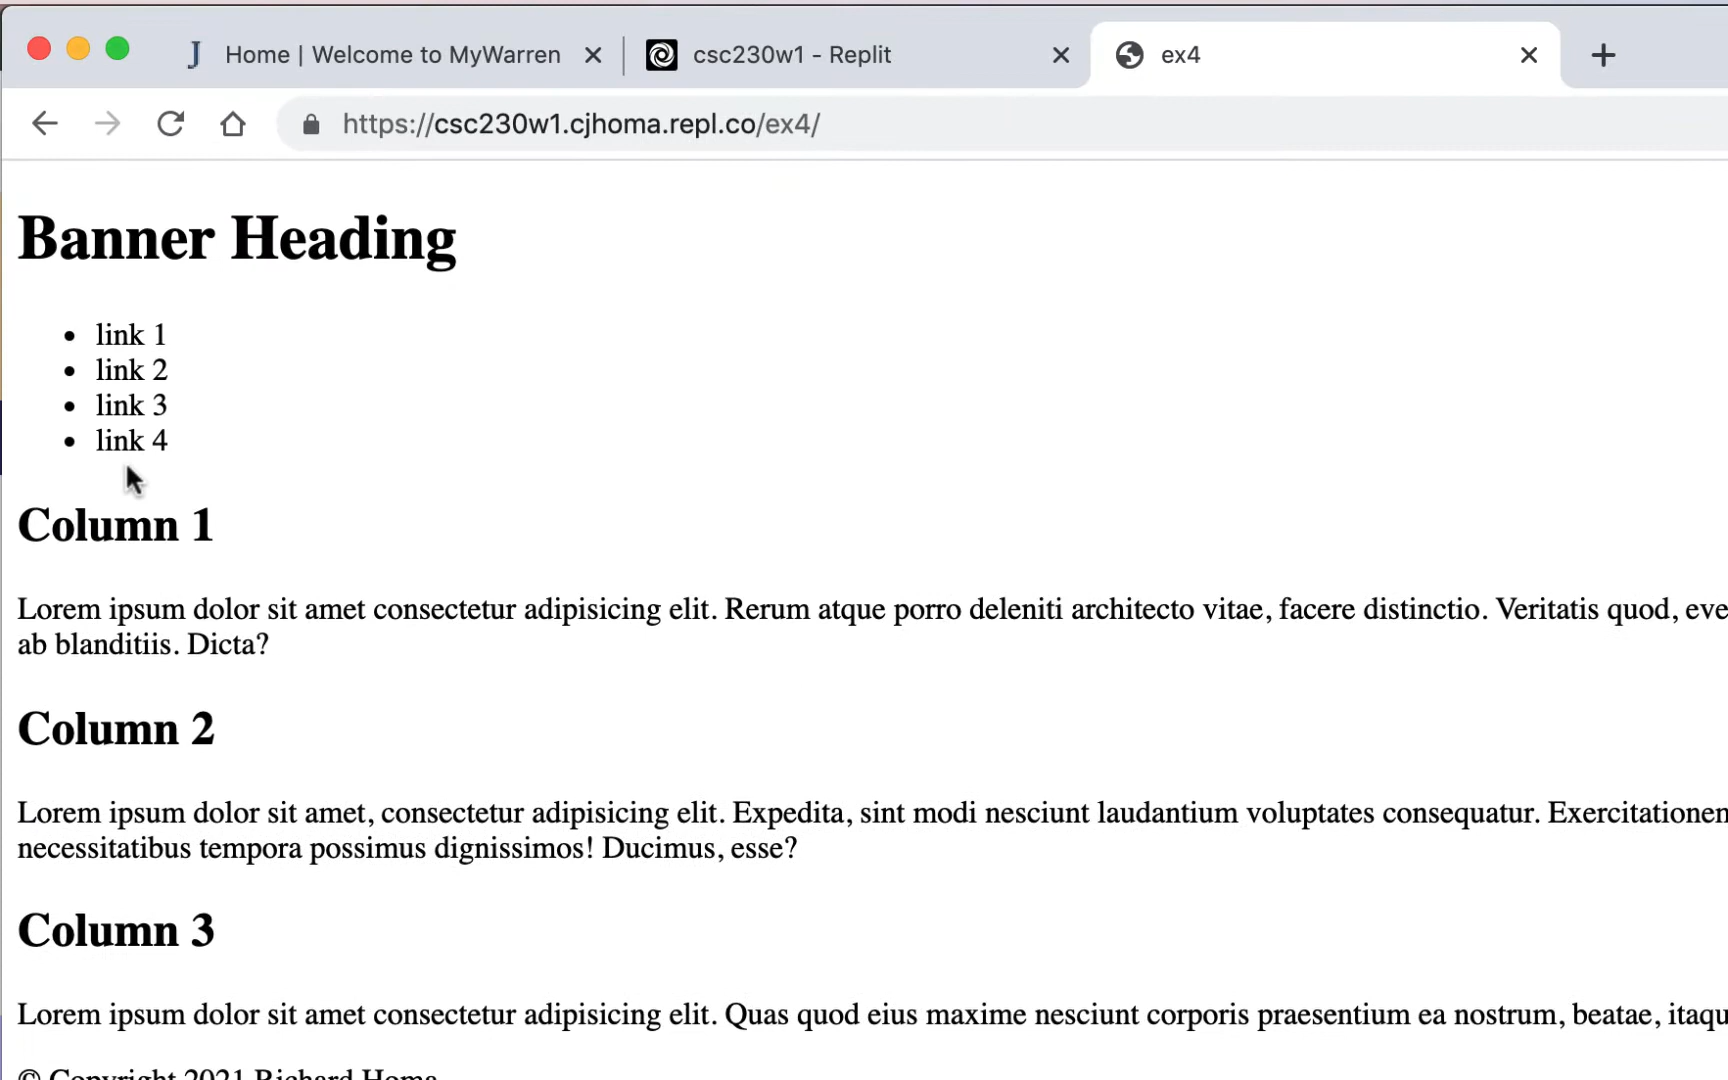 Home | Welcome to MyWarren
csc230w1 - Replit
ex4
https://csc230w1.cjhoma.repl.co/ex4/
Banner Heading
• link 1
• link 2
• link 3
• link 4
Column 1
Lorem ipsum dolor sit amet consectetur adipisicing elit. Rerum atque porro deleniti architecto vitae, facere distinctio. Veritatis quod, eve
ab blanditiis. Dicta?
Column 2
Lorem ipsum dolor sit amet, consectetur adipisicing elit. Expedita, sint modi nesciunt laudantium voluptates consequatur. Exercitationem
necessitatibus tempora possimus dignissimos! Ducimus, esse?
Column 3
Lorem ipsum dolor sit amet consectetur adipisicing elit. Quas quod eius maxime nesciunt corporis praesentium ea nostrum, beatae, itaqu
© Copyright 2021 Richard Homa